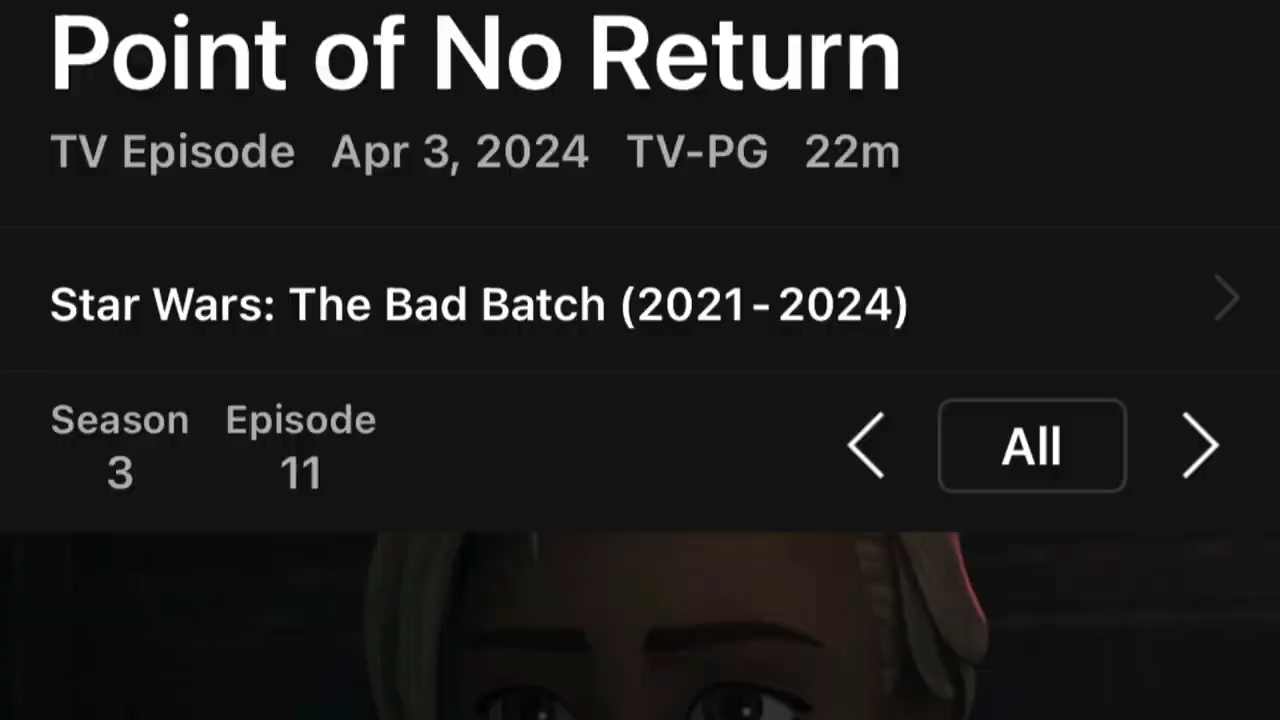 Point of No Return
TV Episode Apr 3, 2024 TV-PG 22m
Star Wars: The Bad Batch (2021-2024)
Season Episode
3 11
All